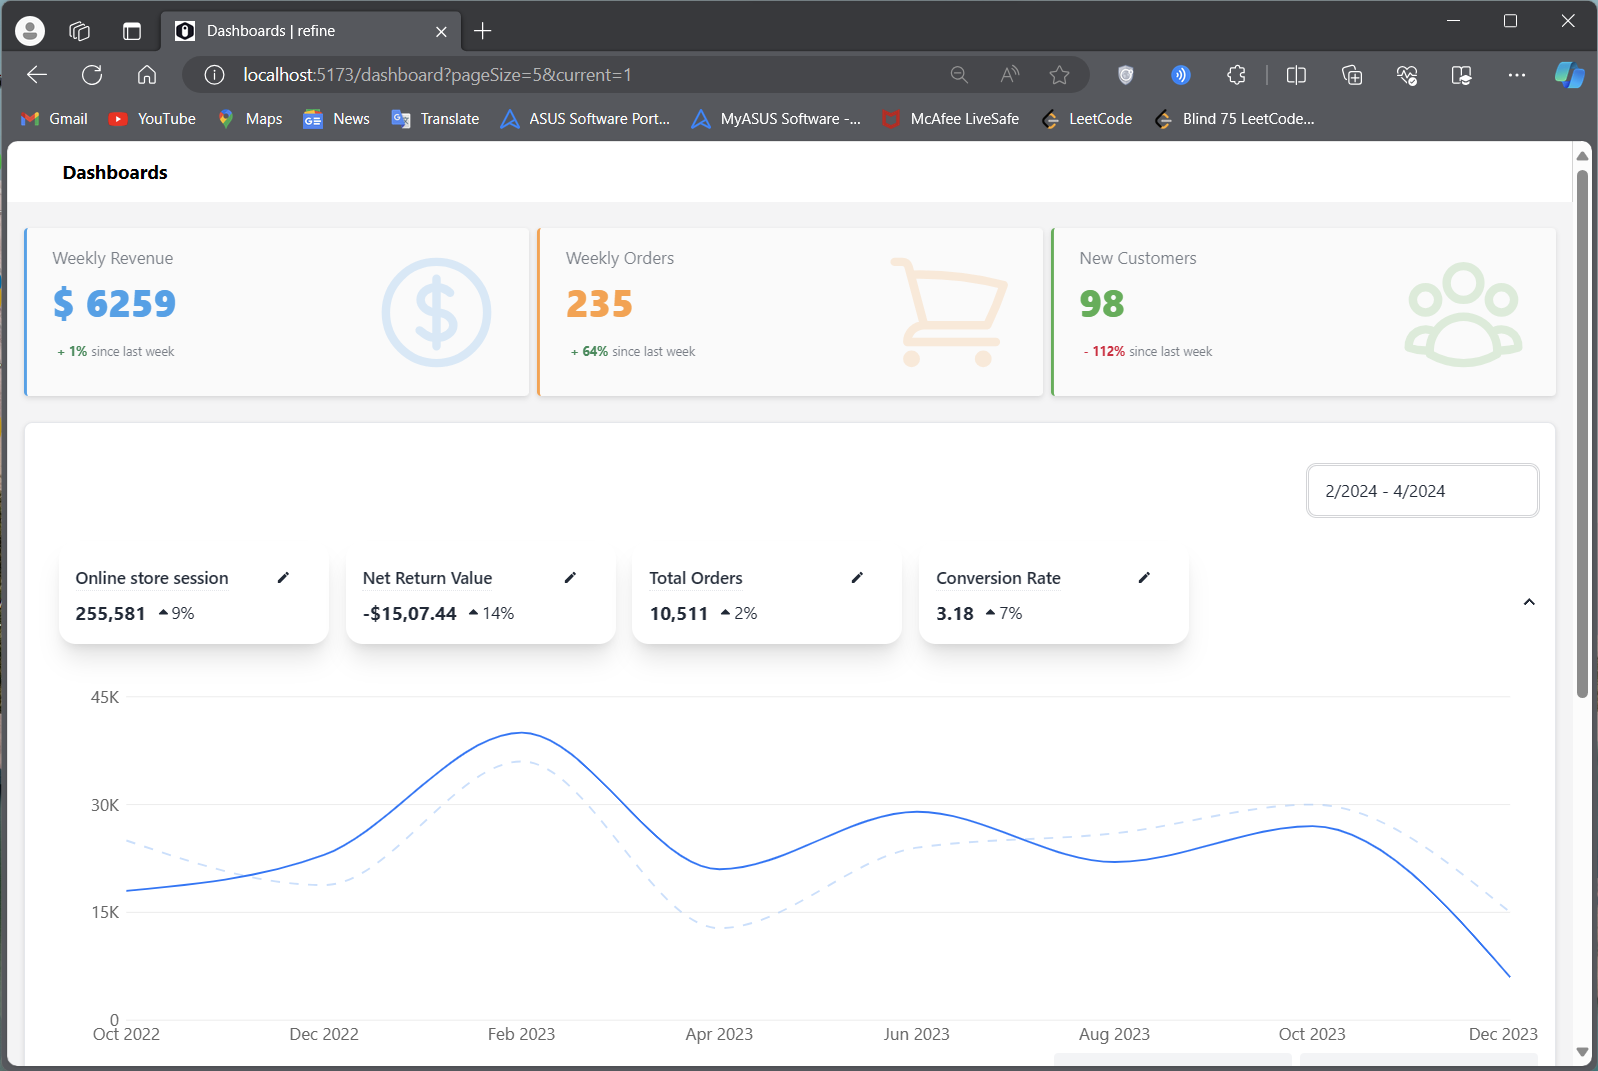 Dashboards | refine
localhost:5173/dashboard?pageSize=5&current=1
Gmail YouTube Maps News Translate ASUS Software Port... MyASUS Software -... McAfee LiveSafe LeetCode Blind 75 LeetCode...
Dashboards
Weekly Revenue
$ 6259
+ 1% since last week
Weekly Orders
235
+ 64% since last week
New Customers
98
- 112% since last week
2/2024 - 4/2024
Online store session
255,581 9%
Net Return Value
-$15,07.44 14%
Total Orders
10,511 2%
Conversion Rate
3.18 7%
45K
30K
15K
0
Oct 2022 Dec 2022 Feb 2023 Apr 2023 Jun 2023 Aug 2023 Oct 2023 Dec 2023